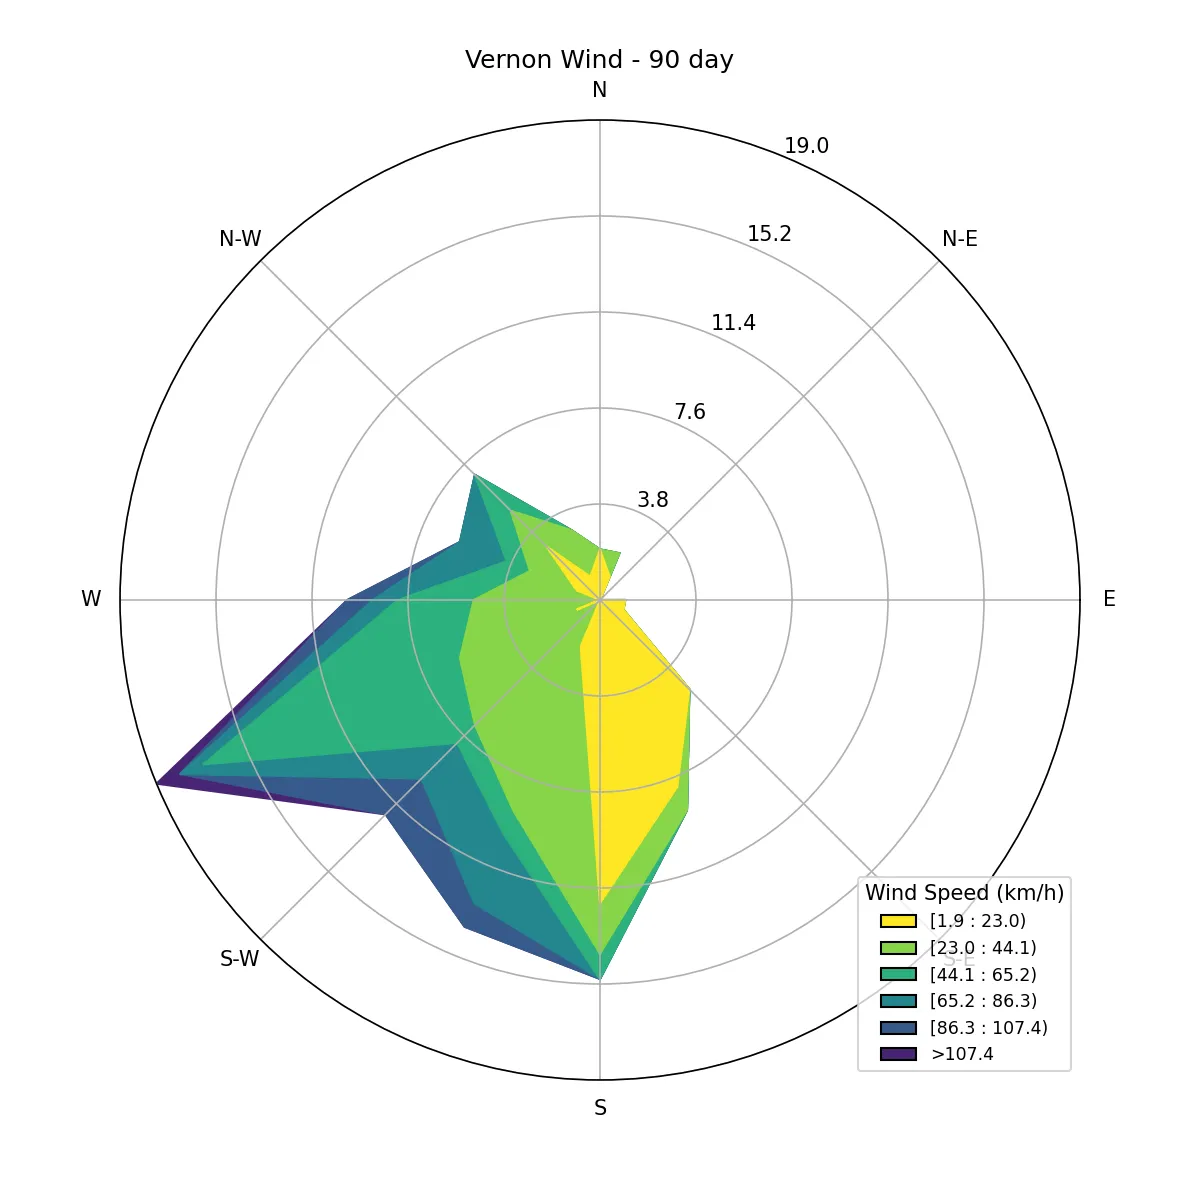 Vernon Wind - 90 day
N
19.0
15.2
N-W
N-E
11.4
7.6
3.8
W
E
S-W
S-E
S
Wind Speed (km/h)
[1.9 : 23.0)
[23.0 : 44.1)
[44.1 : 65.2)
[65.2 : 86.3)
[86.3 : 107.4)
>107.4